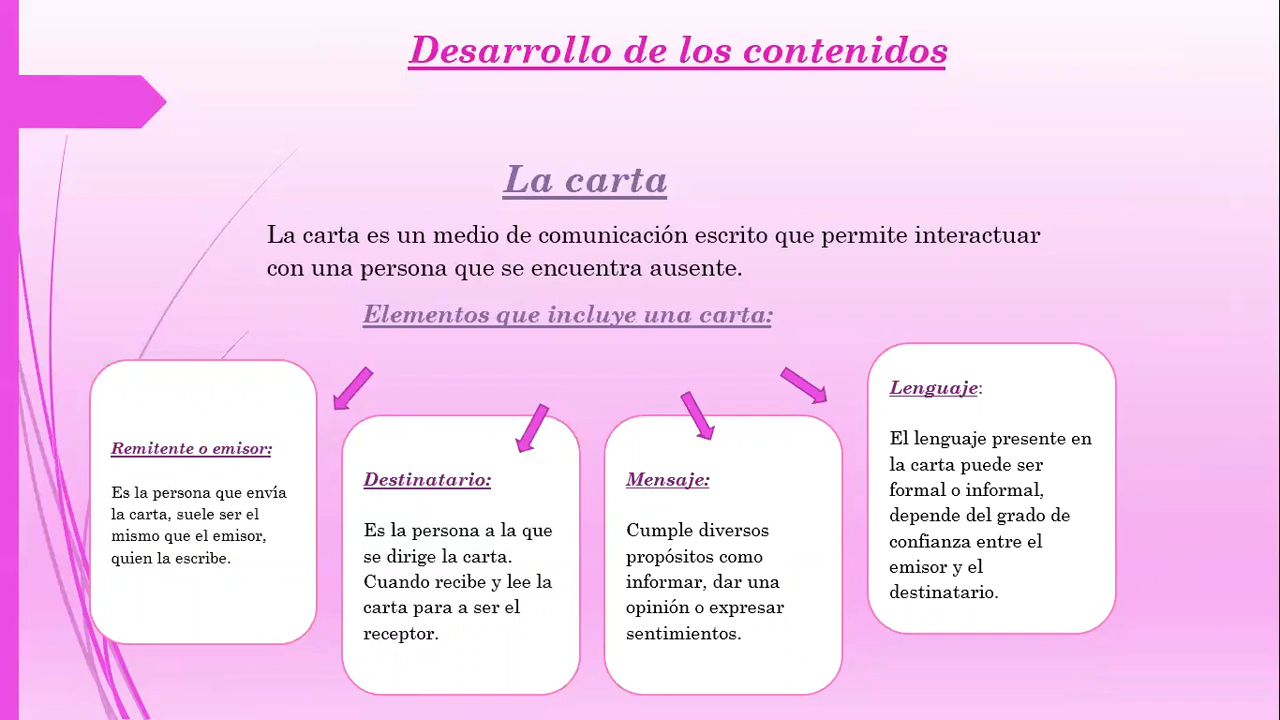 Desarrollo de los contenidos
La carta
La carta es un medio de comunicación escrito que permite interactuar
con una persona que se encuentra ausente.
Elementos que incluye una carta:
Remitente o emisor:
Es la persona que envía
la carta, suele ser el
mismo que el emisor,
quien la escribe.
Destinatario:
Es la persona a la que
se dirige la carta.
Cuando recibe y lee la
carta para a ser el
receptor.
Mensaje:
Cumple diversos
propósitos como
informar, dar una
opinión o expresar
sentimientos.
Lenguaje:
El lenguaje presente en
la carta puede ser
formal o informal,
depende del grado de
confianza entre el
emisor y el
destinatario.